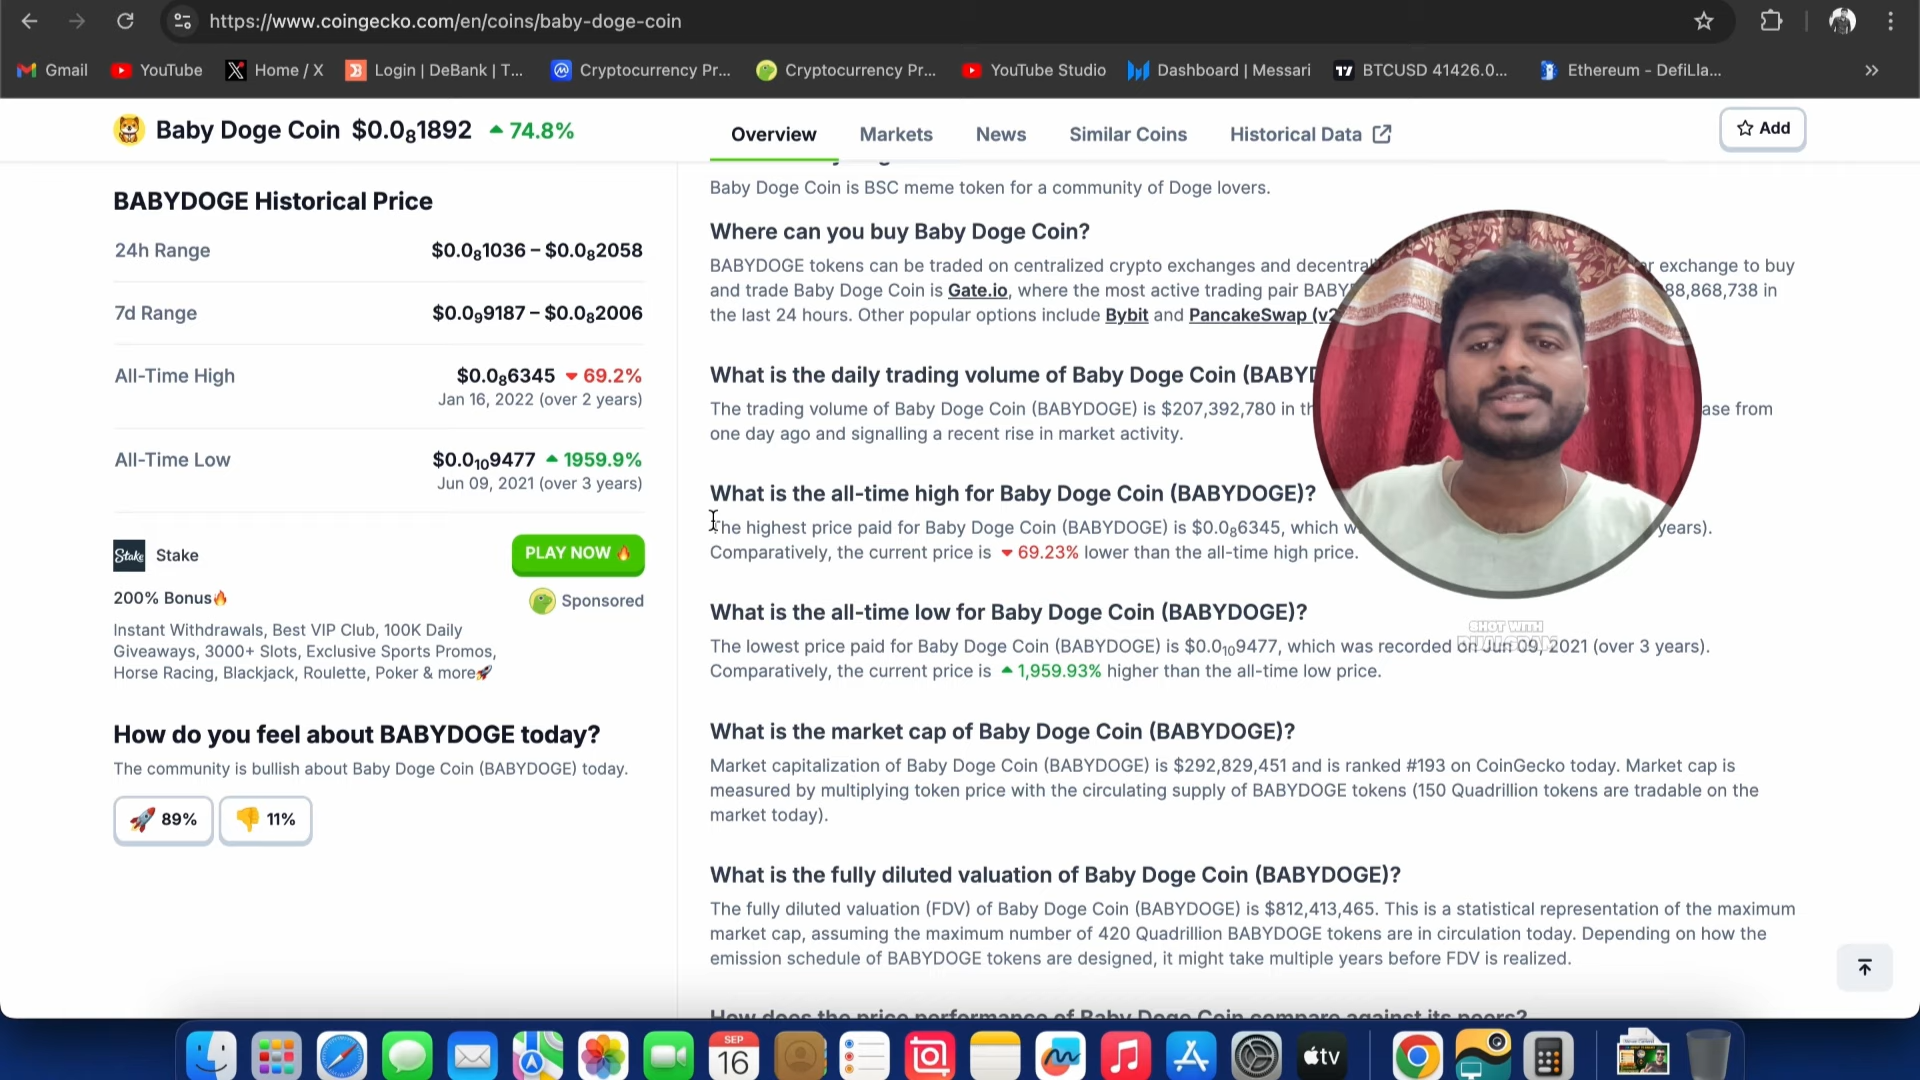 https://www.coingecko.com/en/coins/baby-doge-coin
Gmail
YouTube
Home / X
Login | DeBank | T...
Cryptocurrency Pr...
Cryptocurrency Pr...
YouTube Studio
Dashboard | Messari
BTCUSD 41426.0...
Ethereum - DefiLla...
Baby Doge Coin $0.0₈1892 74.8%
Overview
Markets
News
Similar Coins
Historical Data
Add
BABYDOGE Historical Price
24h Range $0.0₈1036 – $0.0₈2058
7d Range $0.0₉9187 – $0.0₈2006
All-Time High $0.0₈6345 69.2%
Jan 16, 2022 (over 2 years)
All-Time Low $0.0₁₀9477 1959.9%
Jun 09, 2021 (over 3 years)
Stake Stake
PLAY NOW 🔥
200% Bonus🔥
Sponsored
Instant Withdrawals, Best VIP Club, 100K Daily
Giveaways, 3000+ Slots, Exclusive Sports Promos,
Horse Racing, Blackjack, Roulette, Poker & more🚀
How do you feel about BABYDOGE today?
The community is bullish about Baby Doge Coin (BABYDOGE) today.
🚀 89%
👎 11%
Baby Doge Coin is BSC meme token for a community of Doge lovers.
Where can you buy Baby Doge Coin?
BABYDOGE tokens can be traded on centralized crypto exchanges and exchange to buy
and trade Baby Doge Coin is Gate.io, where the most active trading pair 88,868,738 in
the last 24 hours. Other popular options include Bybit and PancakeSwap
What is the daily trading volume of Baby Doge Coin
The trading volume of Baby Doge Coin (BABYDOGE) is $207,392,780 in from
one day ago and signalling a recent rise in market activity.
What is the all-time high for Baby Doge Coin (BABYDOGE)?
The highest price paid for Baby Doge Coin (BABYDOGE) is $0.0₈6345, which years).
Comparatively, the current price is 69.23% lower than the all-time high price.
What is the all-time low for Baby Doge Coin (BABYDOGE)?
SHOT WITH
The lowest price paid for Baby Doge Coin (BABYDOGE) is $0.0₁₀9477, which was recorded on Jun 09, 2021 (over 3 years).
Comparatively, the current price is 1,959.93% higher than the all-time low price.
What is the market cap of Baby Doge Coin (BABYDOGE)?
Market capitalization of Baby Doge Coin (BABYDOGE) is $292,829,451 and is ranked #193 on CoinGecko today. Market cap is
measured by multiplying token price with the circulating supply of BABYDOGE tokens (150 Quadrillion tokens are tradable on the
market today).
What is the fully diluted valuation of Baby Doge Coin (BABYDOGE)?
The fully diluted valuation (FDV) of Baby Doge Coin (BABYDOGE) is $812,413,465. This is a statistical representation of the maximum
market cap, assuming the maximum number of 420 Quadrillion BABYDOGE tokens are in circulation today. Depending on how the
emission schedule of BABYDOGE tokens are designed, it might take multiple years before FDV is realized.
How does the price performance of Baby Doge Coin compare against its peers?
SEP
16
tv